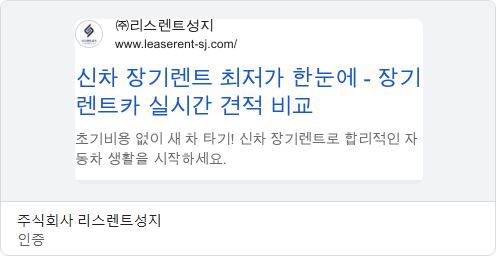 ㈜리스렌트성지
www.leaserent-sj.com/
신차 장기렌트 최저가 한눈에 - 장기
렌트카 실시간 견적 비교
초기비용 없이 새 차 타기! 신차 장기렌트로 합리적인 자
동차 생활을 시작하세요.
주식회사 리스렌트성지
인증